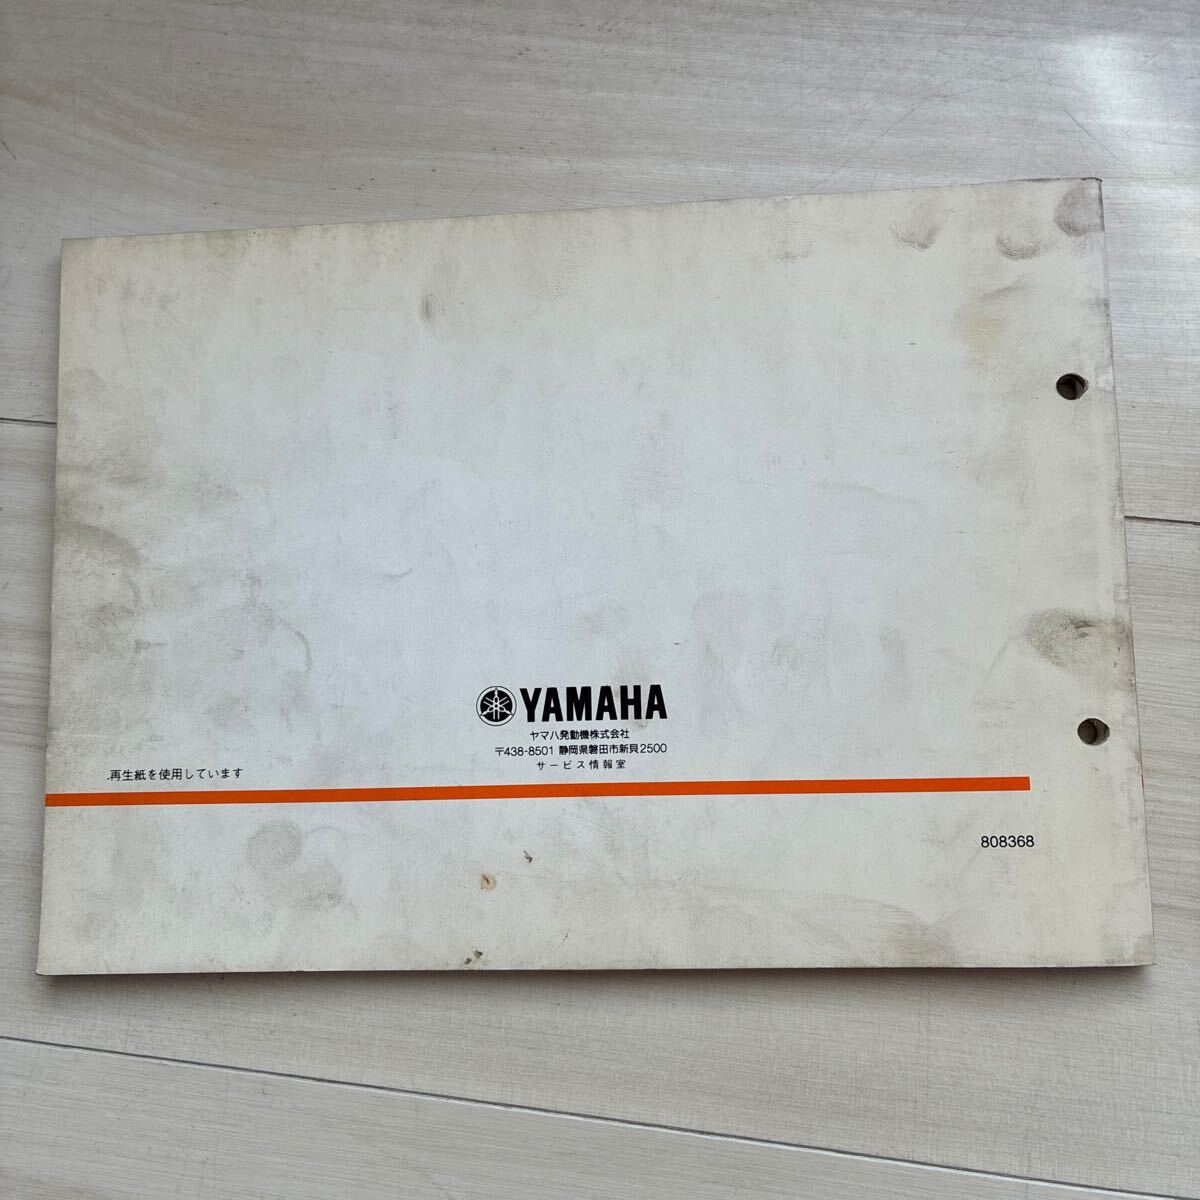 YAMAHA
ヤマハ発動機株式会社
〒438-8501 静岡県磐田市新貝2500
サービス情報室
再生紙を使用しています
808368